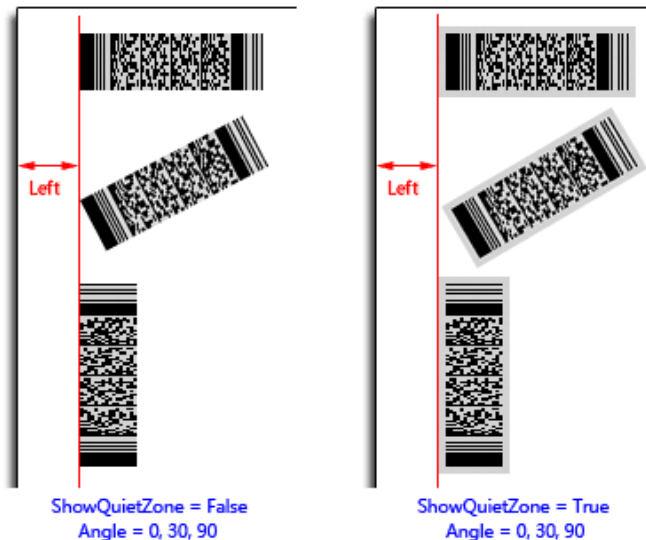 Left
Left
ShowQuietZone = False
Angle = 0, 30, 90
ShowQuietZone = True
Angle = 0, 30, 90